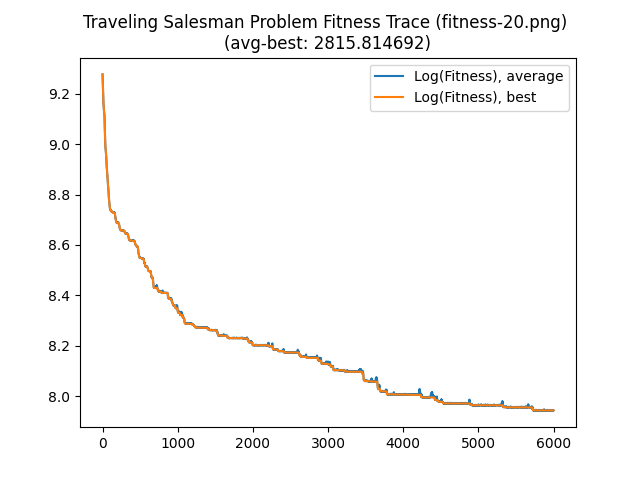 Traveling Salesman Problem Fitness Trace (fitness-20.png)
(avg-best: 2815.814692)
Log(Fitness), average
Log(Fitness), best
9.2
9.0
8.8
8.6
8.4
8.2
8.0
0 1000 2000 3000 4000 5000 6000